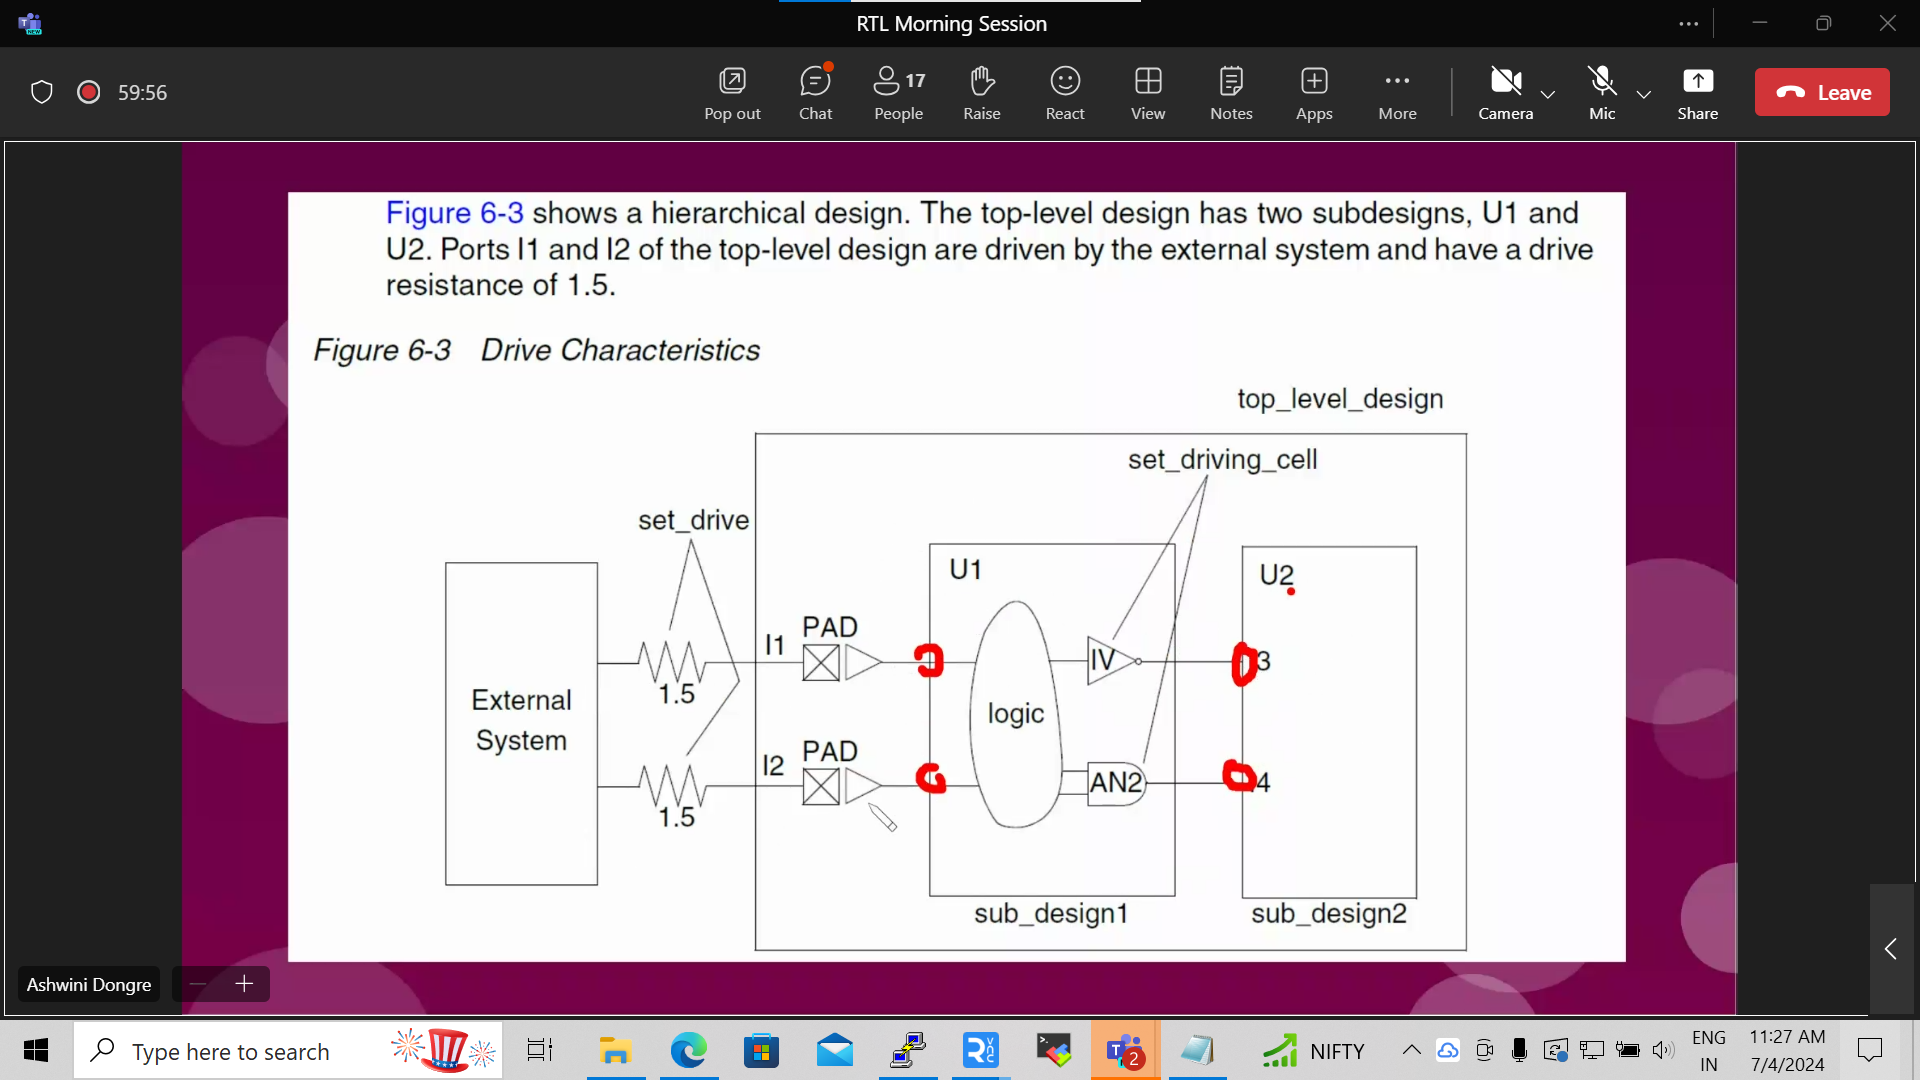 RTL Morning Session
59:56
Pop out
Chat
17
People
Raise
React
View
Notes
Apps
More
Camera
Mic
Share
Leave
Figure 6-3 shows a hierarchical design. The top-level design has two subdesigns, U1 and
U2. Ports I1 and I2 of the top-level design are driven by the external system and have a drive
resistance of 1.5.
Figure 6-3 Drive Characteristics
top_level_design
set_driving_cell
set_drive
U1
U2
PAD
I1
IV
3
1.5
External
System
logic
PAD
I2
AN2
4
1.5
sub_design1
sub_design2
Ashwini Dongre
Type here to search
2
NIFTY
ENG
IN
11:27 AM
7/4/2024